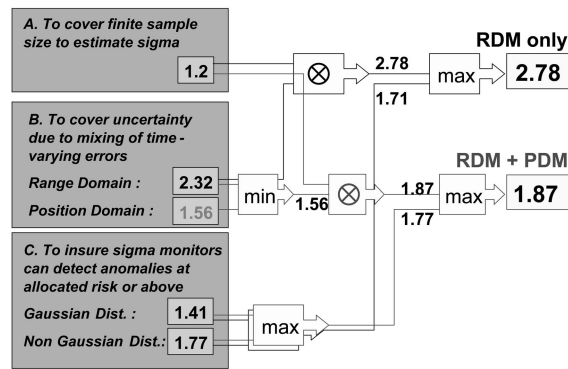 A. To cover finite sample
size to estimate sigma
1.2
B. To cover uncertainty
due to mixing of time -
varying errors
Range Domain : 2.32
Position Domain : 1.56
C. To insure sigma monitors
can detect anomalies at
allocated risk or above
Gaussian Dist. : 1.41
Non Gaussian Dist.: 1.77
min
1.56
max
2.78
1.71
max
RDM only
2.78
1.87
1.77
max
RDM + PDM
1.87